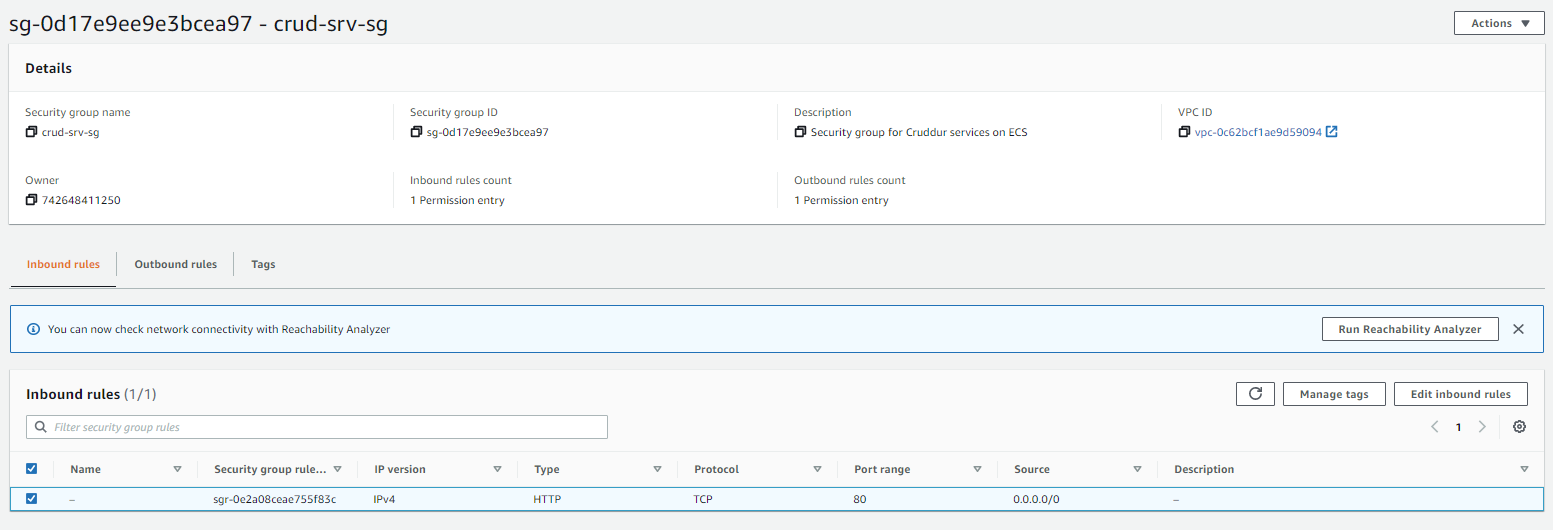 sg-0d17e9ee9e3bcea97 - crud-srv-sg
Actions
Details
Security group name
Security group ID
Description
VPC ID
crud-srv-sg
sg-0d17e9ee9e3bcea97
Security group for Cruddur services on ECS
vpc-0c62bcf1ae9d59094
Owner
Inbound rules count
Outbound rules count
742648411250
1 Permission entry
1 Permission entry
Inbound rules
Outbound rules
Tags
You can now check network connectivity with Reachability Analyzer
Run Reachability Analyzer
Inbound rules (1/1)
Manage tags
Edit inbound rules
Filter security group rules
1
Name
Security group rule...
IP version
Type
Protocol
Port range
Source
Description
–
sgr-0e2a08ceae755f83c
IPv4
HTTP
TCP
80
0.0.0.0/0
–